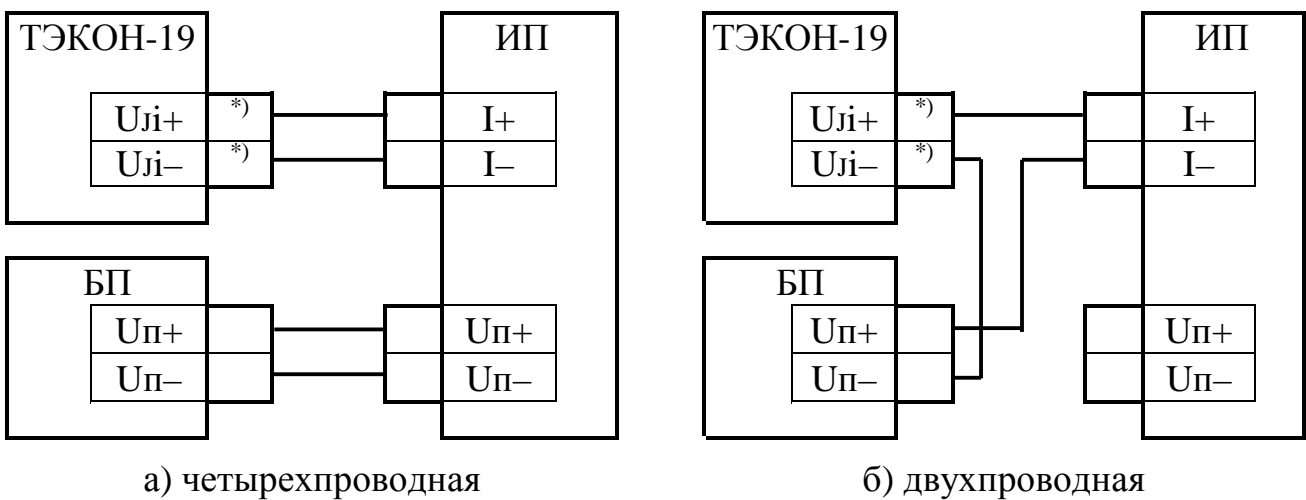 ТЭКОН-19 ИП
UJi+ *) I+
UJi– *) I–
БП
Uп+ Uп+
Uп– Uп–
а) четырехпроводная
ТЭКОН-19 ИП
UJi+ *) I+
UJi– *) I–
БП
Uп+ Uп+
Uп– Uп–
б) двухпроводная